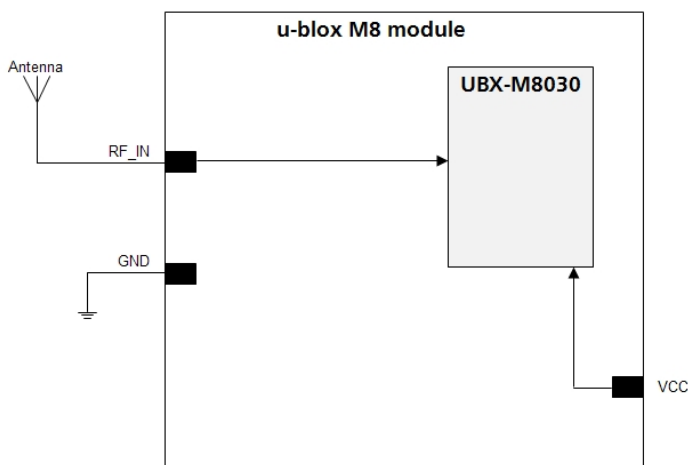 u-blox M8 module
Antenna
UBX-M8030
RF_IN
GND
VCC